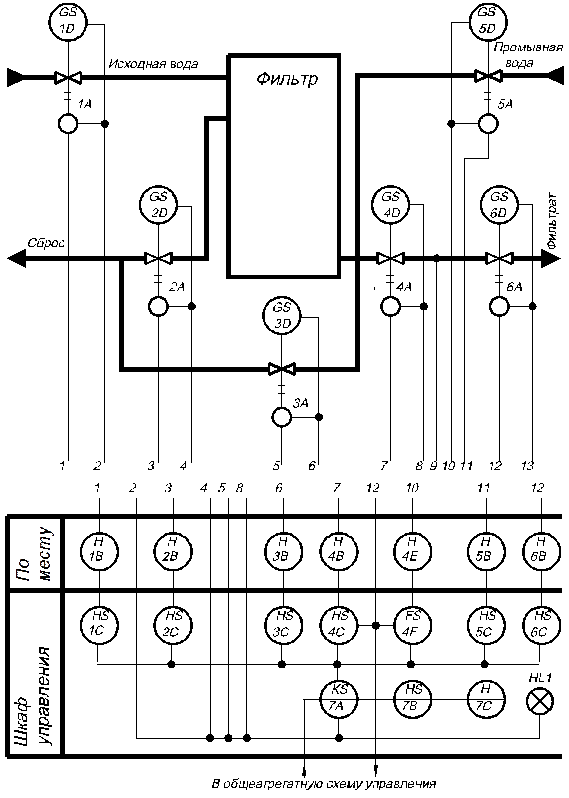 GS 1D
GS 5D
Исходная вода
Промывная
вода
Фильтр
1A
5A
GS 2D
GS 4D
GS 6D
Сброс
Фильтрат
2A
4A
6A
GS 3D
3A
1 2 3 4 5 6 7 8 9 10 11 12 13
1 2 3 4 5 8 6 7 12 10 11 12
По месту
H 1B
H 2B
H 3B
H 4B
H 4E
H 5B
H 6B
Шкаф управления
HS 1C
HS 2C
HS 3C
HS 4C
FS 4F
HS 5C
HS 6C
KS 7A
HS 7B
H 7C
HL1
В общеагрегатную схему управления